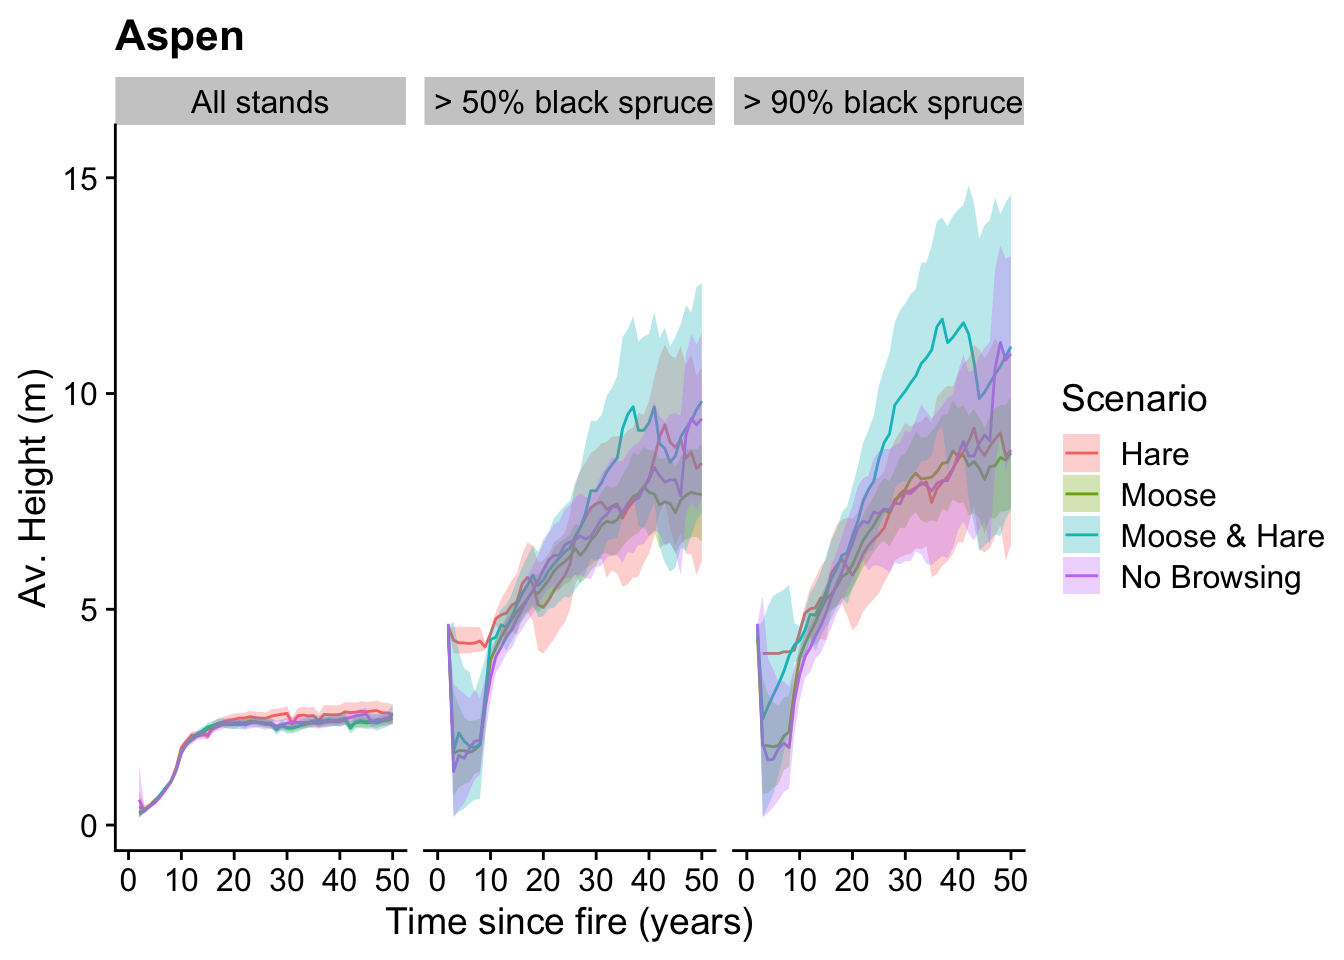 Aspen
All stands
> 50% black spruce
> 90% black spruce
15
10
5
0
Av. Height (m)
0 10 20 30 40 50
0 10 20 30 40 50
0 10 20 30 40 50
Time since fire (years)
Scenario
Hare
Moose
Moose & Hare
No Browsing